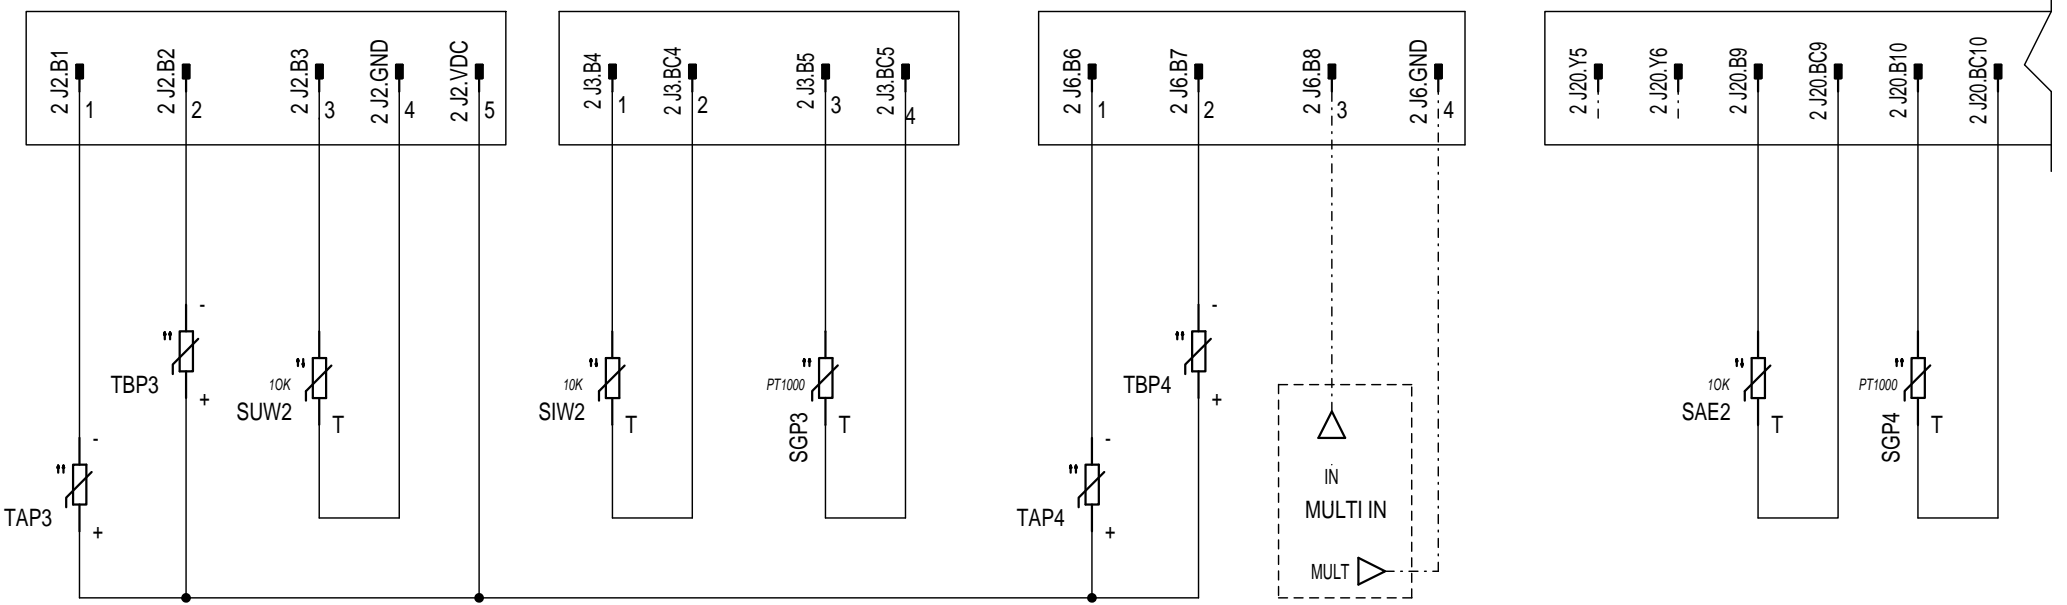 2 J2.B1
1
2 J2.B2
2
2 J2.B3
3
2 J2.GND
4
2 J2.VDC
5
2 J3.B4
1
2 J3.BC4
2
2 J3.B5
3
2 J3.BC5
4
2 J6.B6
1
2 J6.B7
2
2 J6.B8
3
2 J6.GND
4
2 J20.Y5
2 J20.Y6
2 J20.B9
2 J20.BC9
2 J20.B10
2 J20.BC10
-
TBP3
+
10K
SUW2
T
10K
SIW2
T
PT1000
SGP3
T
-
TBP4
+
10K
SAE2
T
PT1000
SGP4
T
-
TAP3
+
-
TAP4
+
IN
MULTI IN
MULT